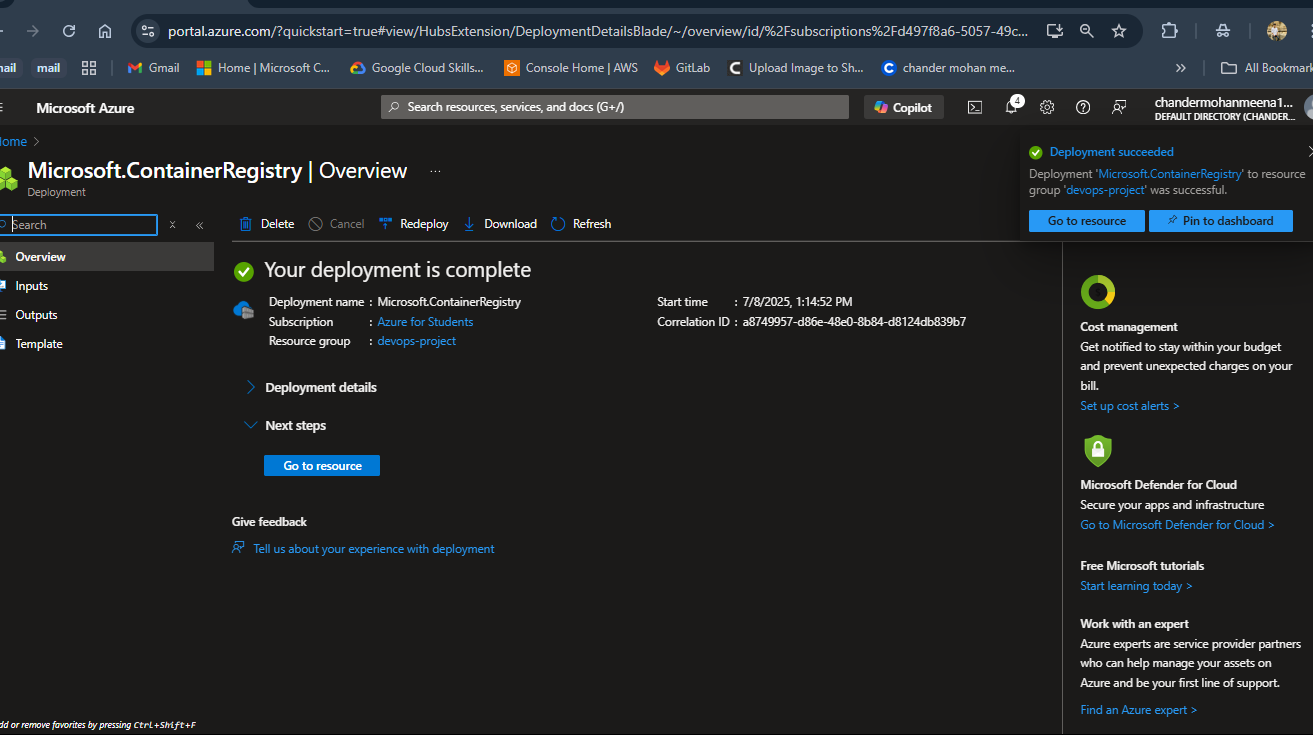 portal.azure.com/?quickstart=true#view/HubsExtension/DeploymentDetailsBlade/~/overview/id/%2Fsubscriptions%2Fd497f8a6-5057-49c...
mail
Gmail
Home | Microsoft C...
Google Cloud Skills...
Console Home | AWS
GitLab
Upload Image to Sh...
chander mohan me...
»
All Bookmar
Microsoft Azure
Search resources, services, and docs (G+/)
Copilot
4
chandermohanmeena1...
DEFAULT DIRECTORY (CHANDER...
ome >
Microsoft.ContainerRegistry | Overview ...
Deployment
Search
«
Overview
Inputs
Outputs
Template
Delete
Cancel
Redeploy
Download
Refresh
Deployment succeeded
Deployment 'Microsoft.ContainerRegistry' to resource
group 'devops-project' was successful.
Go to resource
Pin to dashboard
Your deployment is complete
Deployment name : Microsoft.ContainerRegistry
Subscription : Azure for Students
Resource group : devops-project
Start time : 7/8/2025, 1:14:52 PM
Correlation ID : a8749957-d86e-48e0-8b84-d8124db839b7
Deployment details
Next steps
Go to resource
Give feedback
Tell us about your experience with deployment
Cost management
Get notified to stay within your budget
and prevent unexpected charges on your
bill.
Set up cost alerts >
Microsoft Defender for Cloud
Secure your apps and infrastructure
Go to Microsoft Defender for Cloud >
Free Microsoft tutorials
Start learning today >
Work with an expert
Azure experts are service provider partners
who can help manage your assets on
Azure and be your first line of support.
Find an Azure expert >
dd or remove favorites by pressing Ctrl+Shift+F